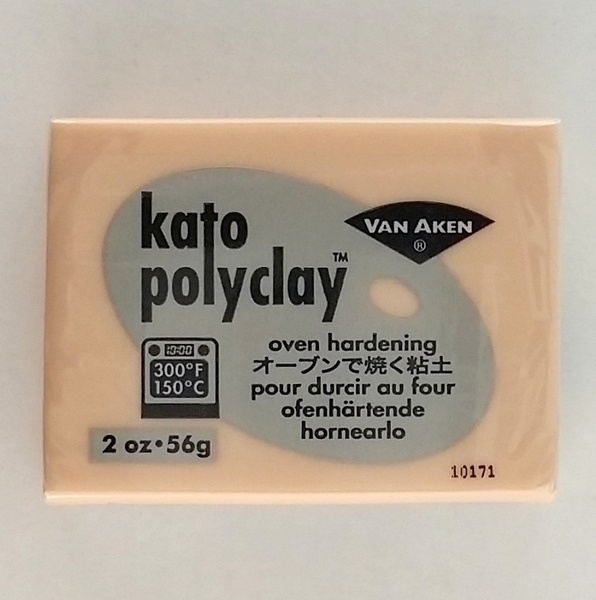 kato
polyclay™
VAN AKEN
®
10:00
300°F
150°C
oven hardening
オーブンで焼く粘土
pour durcir au four
ofenhärtende
hornearlo
2 oz•56g
10171